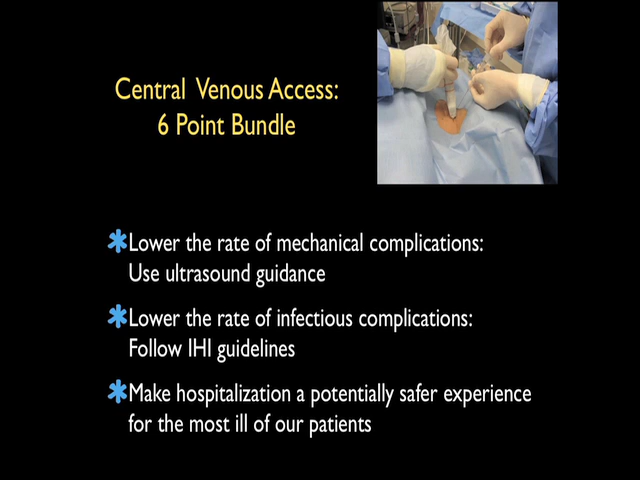 Central Venous Access:
6 Point Bundle
✱Lower the rate of mechanical complications:
Use ultrasound guidance
✱Lower the rate of infectious complications:
Follow IHI guidelines
✱Make hospitalization a potentially safer experience
for the most ill of our patients